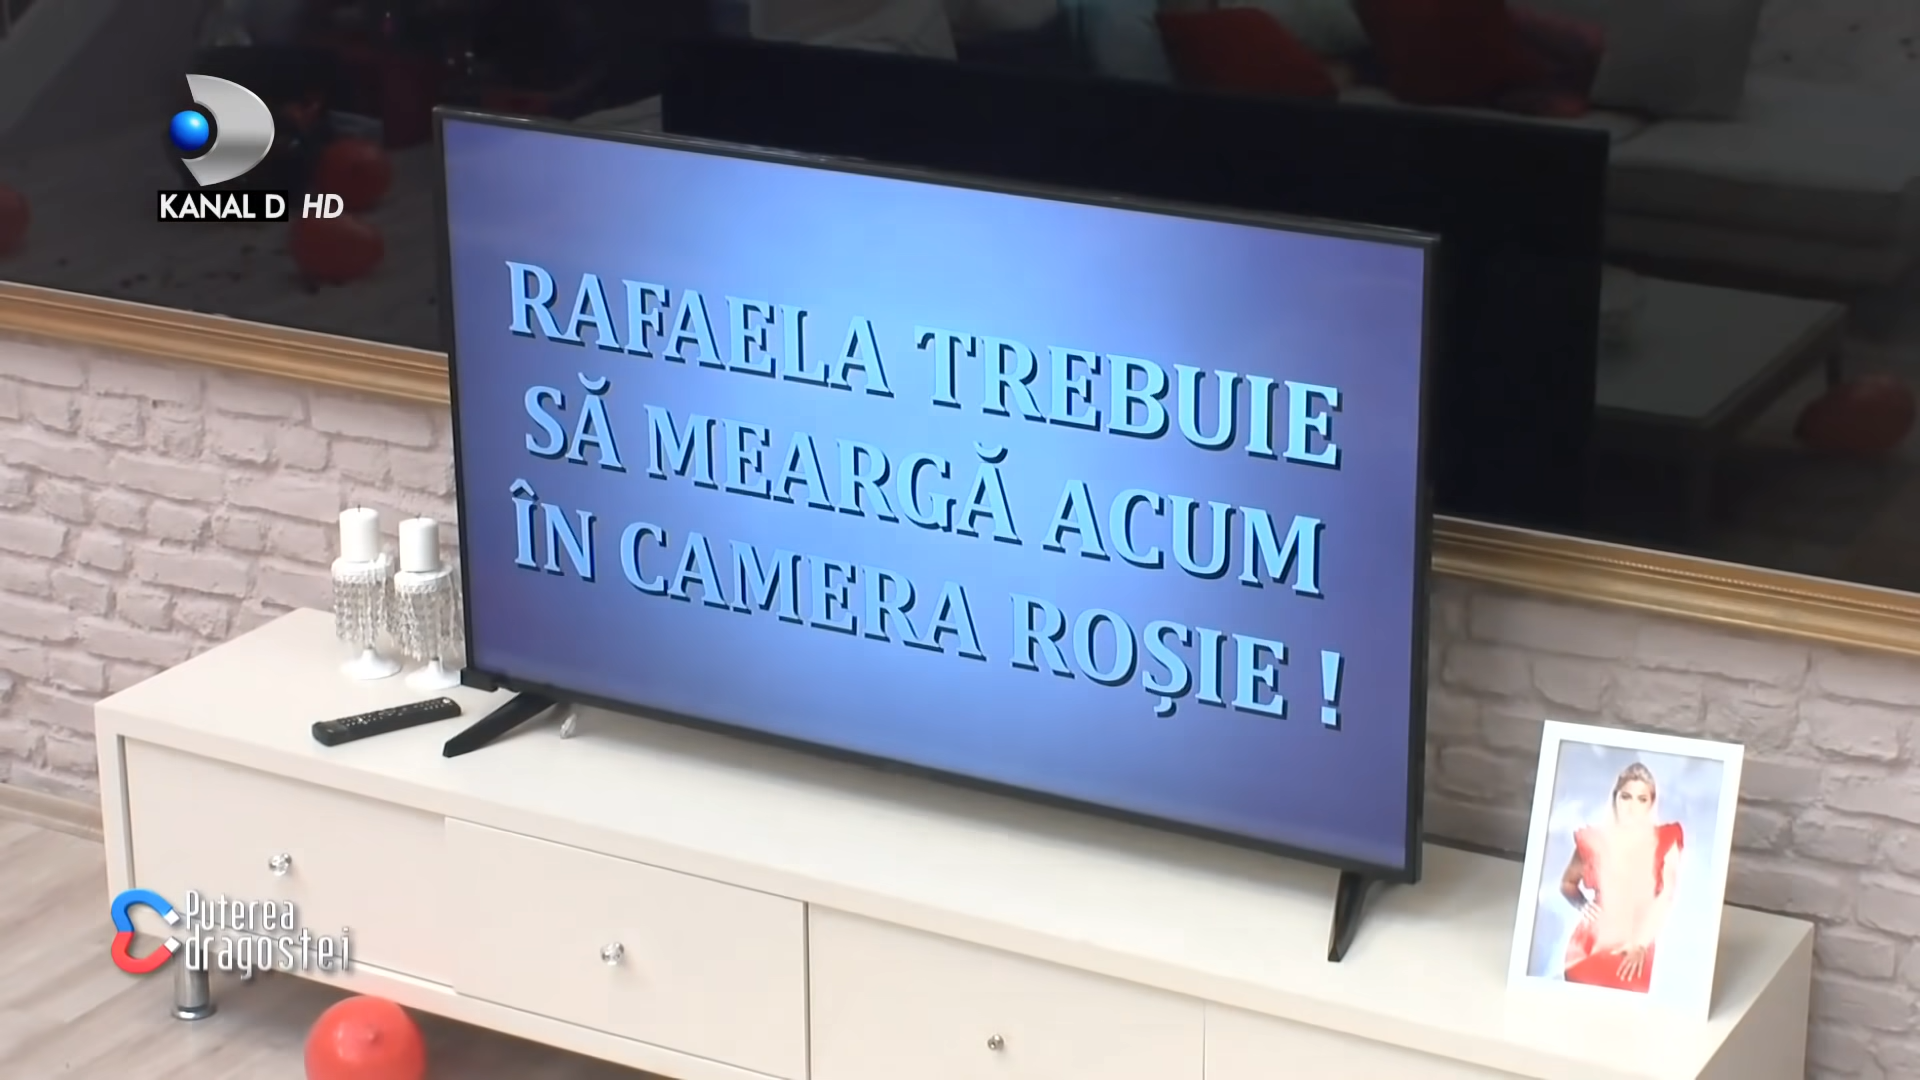 KANAL D HD
RAFAELA TREBUIE
SĂ MEARGĂ ACUM
ÎN CAMERA ROȘIE !
Puterea
dragostei